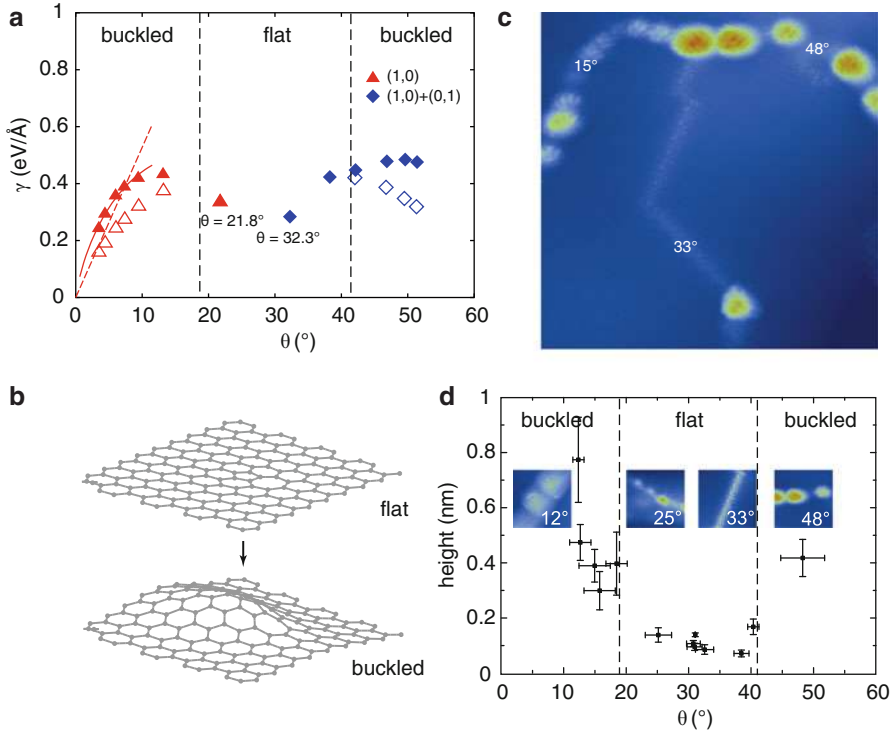 a
buckled
flat
buckled
1
0.8
0.6
0.4
0.2
0
γ (eV/Å)
(1,0)
(1,0)+(0,1)
θ = 21.8°
θ = 32.3°
0
10
20
30
40
50
60
θ (°)
b
flat
buckled
c
15°
48°
33°
d
buckled
flat
buckled
1
0.8
0.6
0.4
0.2
0
height (nm)
12°
25°
33°
48°
0
10
20
30
40
50
60
θ (°)